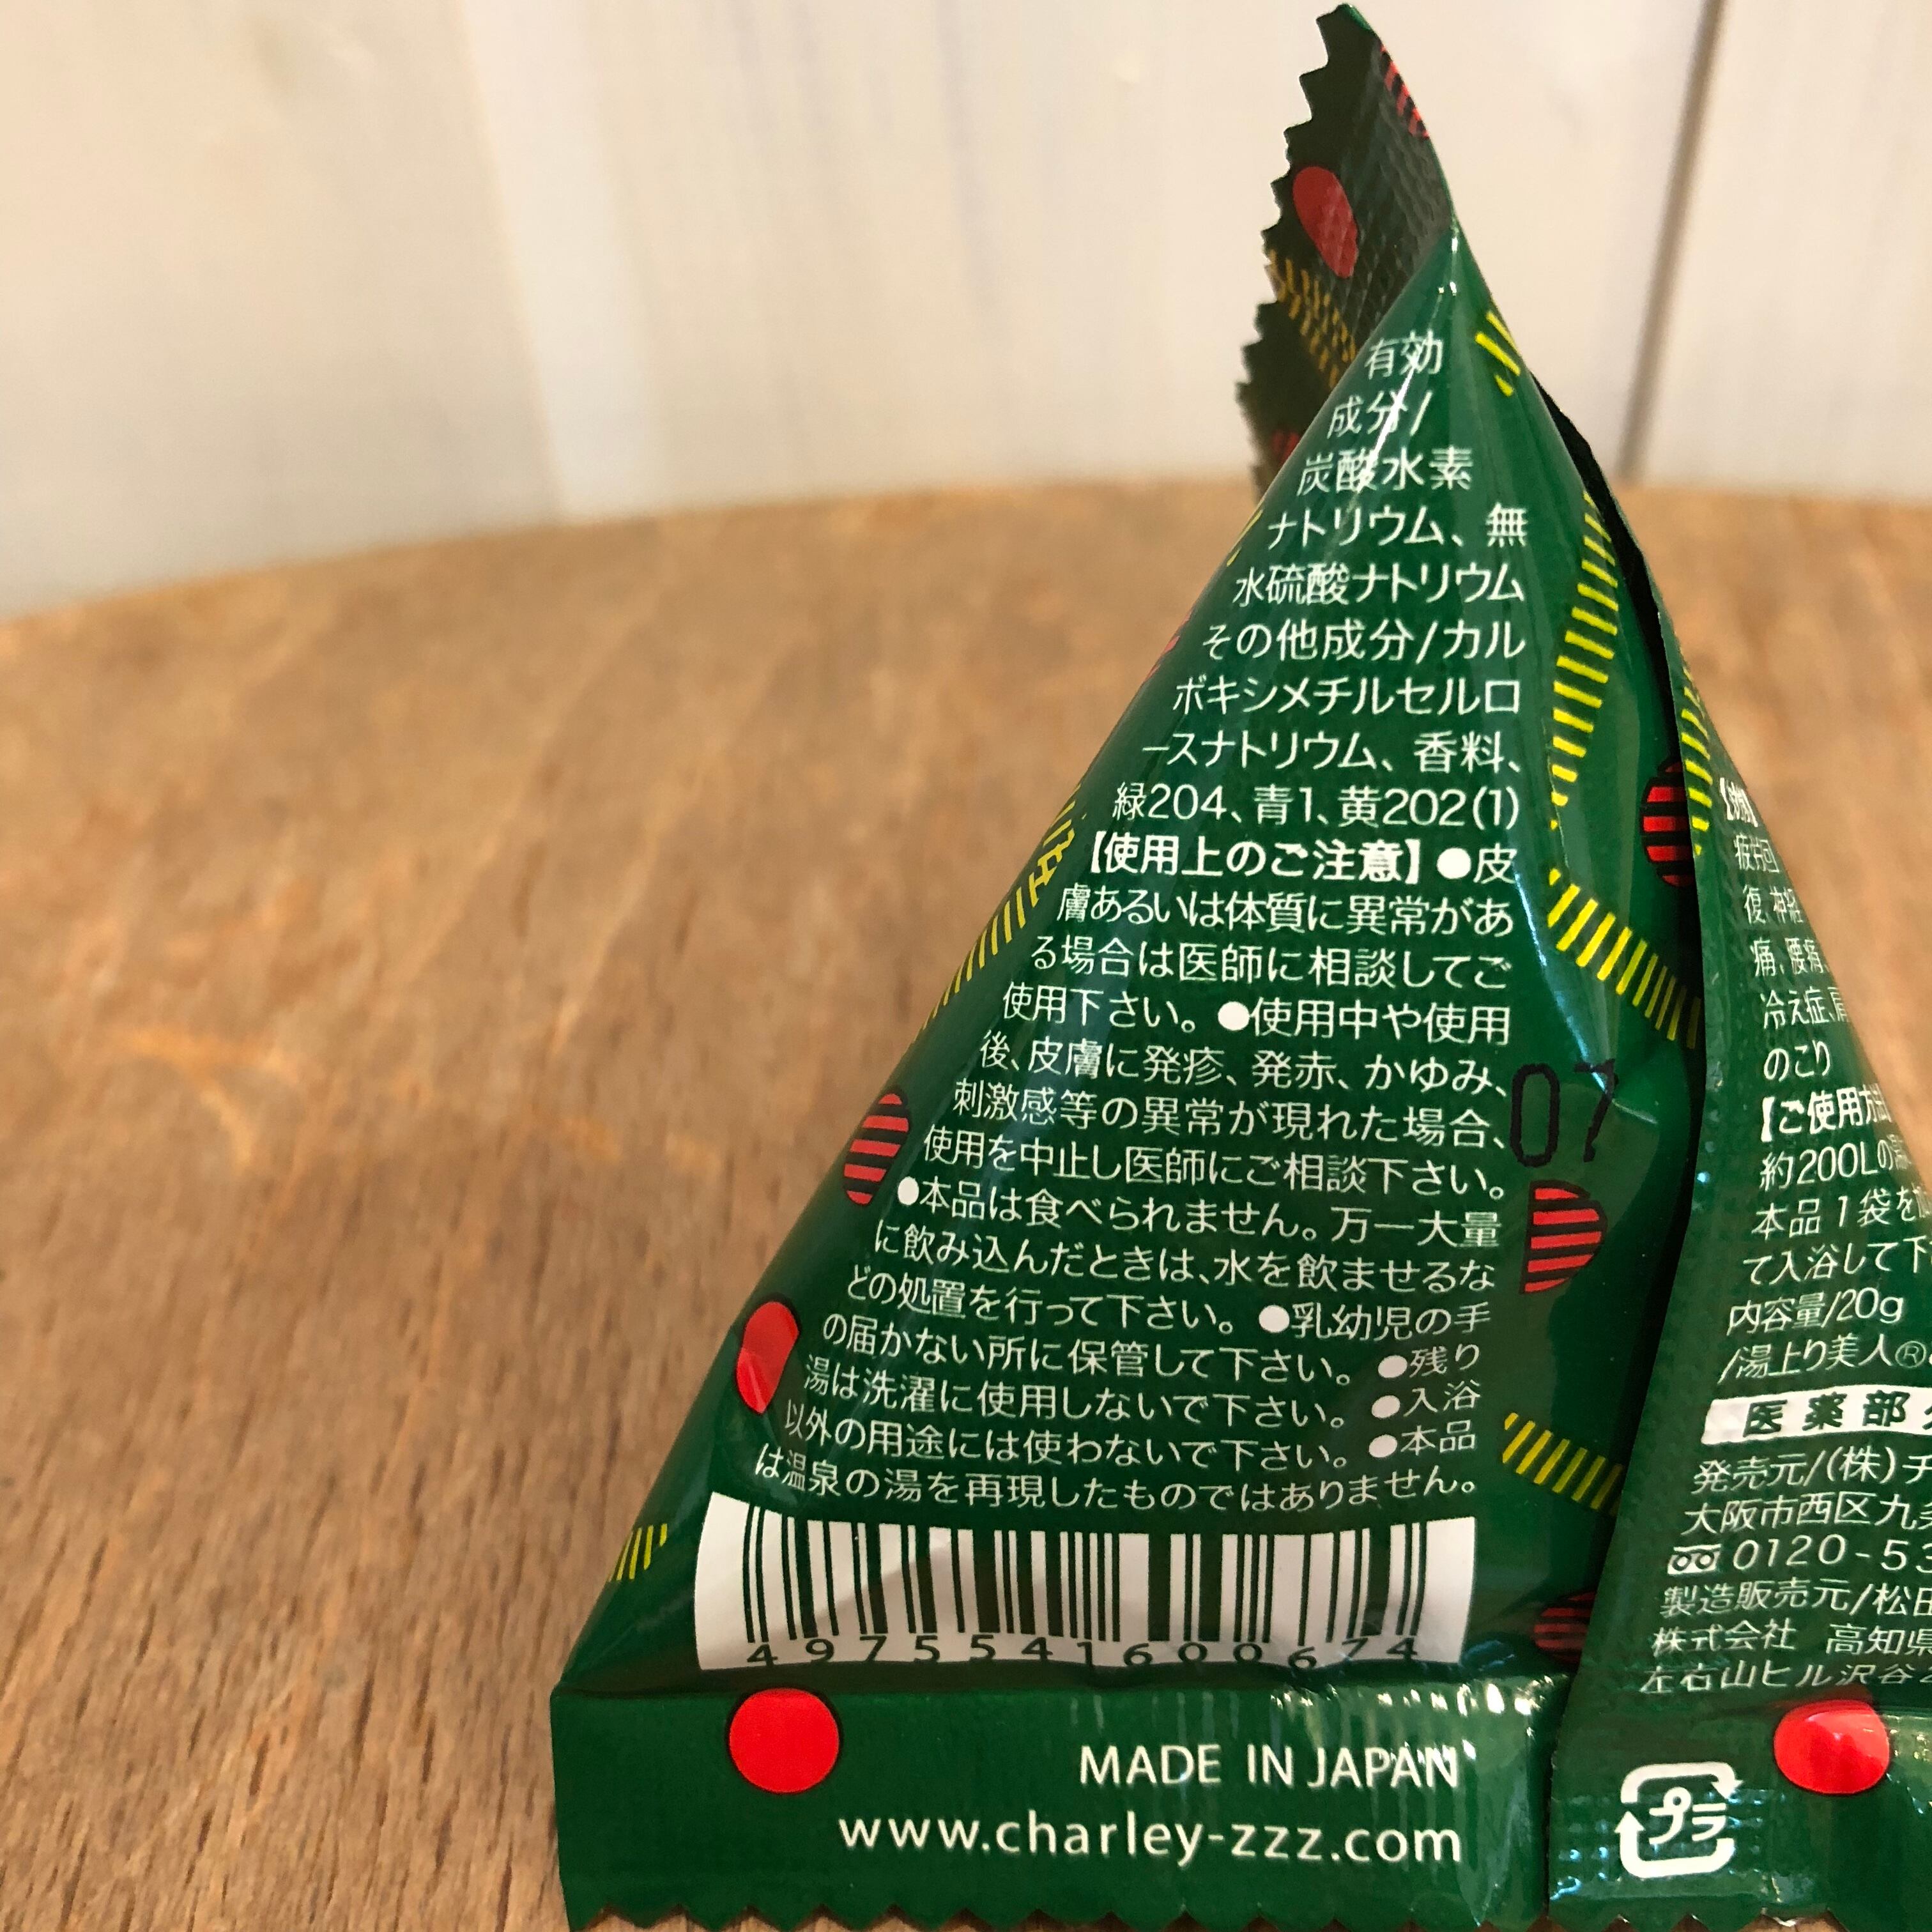 有効
成分/
炭酸水素
ナトリウム、無
水硫酸ナトリウム
その他成分/カル
ボキシメチルセルロ
ースナトリウム、香料、
緑204、青1、黄202(1)
【使用上のご注意】●皮
膚あるいは体質に異常があ
る場合は医師に相談してご
使用下さい。●使用中や使用
後、皮膚に発疹、発赤、かゆみ、
刺激感等の異常が現れた場合、
使用を中止し医師にご相談下さい。
●本品は食べられません。万一大量
に飲み込んだときは、水を飲ませるな
どの処置を行って下さい。●乳幼児の手
の届かない所に保管して下さい。●残り
湯は洗濯に使用しないで下さい。●入浴
以外の用途には使わないで下さい。●本品
は温泉の湯を再現したものではありません。
4975541600674
MADE IN JAPAN
www.charley-zzz.com
07
疲労回
復、神経
痛、腰痛、
冷え症、肩
のこり
【ご使用方法
約200Lの
本品1袋を
て入浴して下
内容量/20g
/湯上り美人®
医薬部
発売元/(株)チ
大阪市西区九
0120-53
製造販売元/松田
株式会社 高知県
左右山ヒル沢谷
プラ